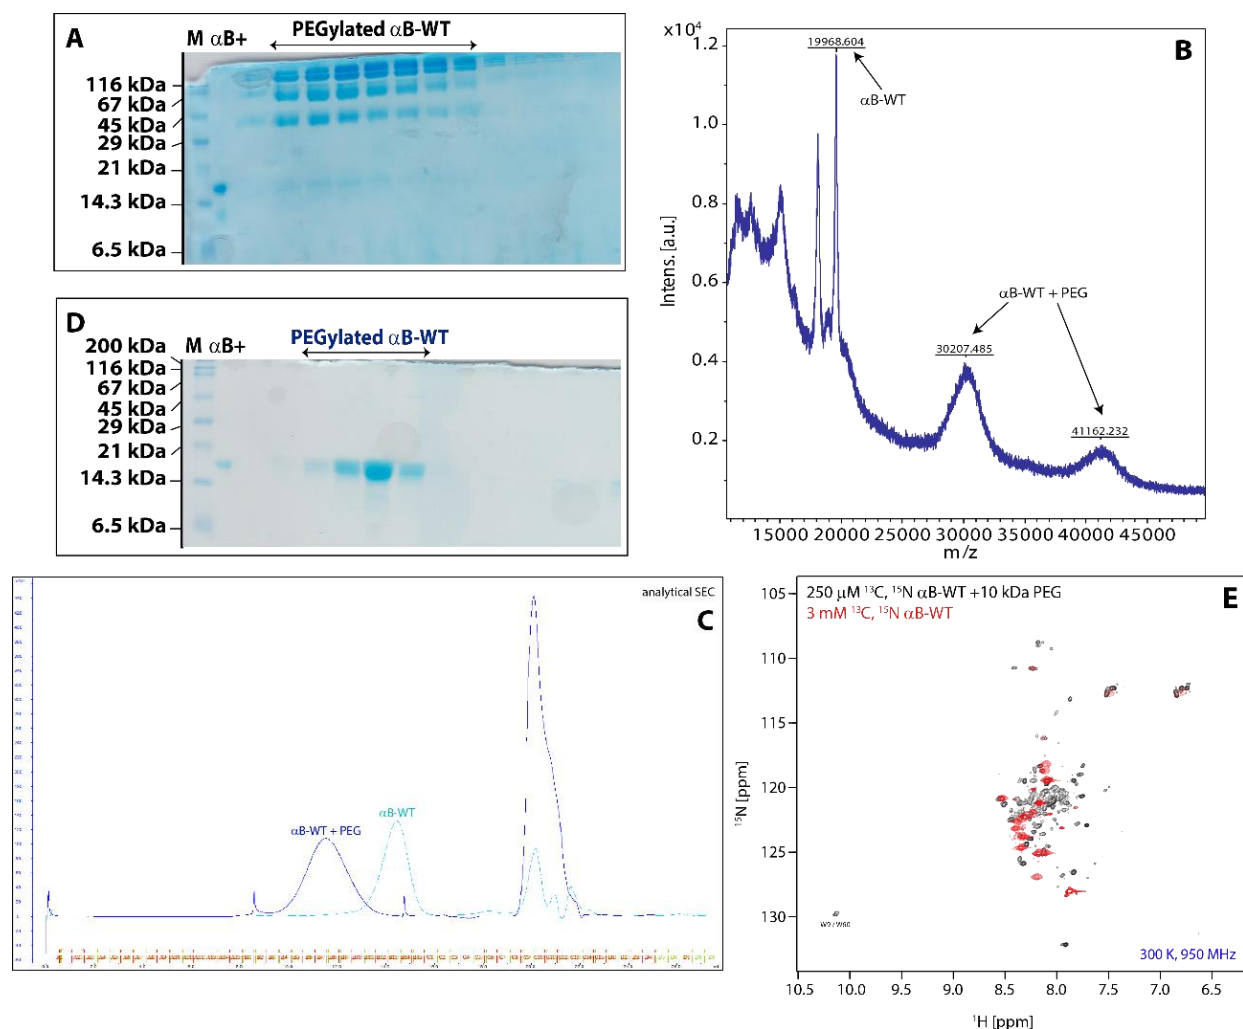 A
M αB+
PEGylated αB-WT
116 kDa
67 kDa
45 kDa
29 kDa
21 kDa
14.3 kDa
6.5 kDa
B
x10⁴
19968.604
αB-WT
1.2
1.0
0.8
0.6
0.4
0.2
Intens. [a.u.]
αB-WT + PEG
30207.485
41162.232
15000 20000 25000 30000 35000 40000 45000
m/z
D
M αB+
PEGylated αB-WT
200 kDa
116 kDa
67 kDa
45 kDa
29 kDa
21 kDa
14.3 kDa
6.5 kDa
analytical SEC
C
αB-WT + PEG
αB-WT
E
250 μM ¹³C, ¹⁵N αB-WT +10 kDa PEG
3 mM ¹³C, ¹⁵N αB-WT
105
110
115
120
125
130
¹⁵N [ppm]
W9 / W60
300 K, 950 MHz
10.5 10.0 9.5 9.0 8.5 8.0 7.5 7.0 6.5
¹H [ppm]